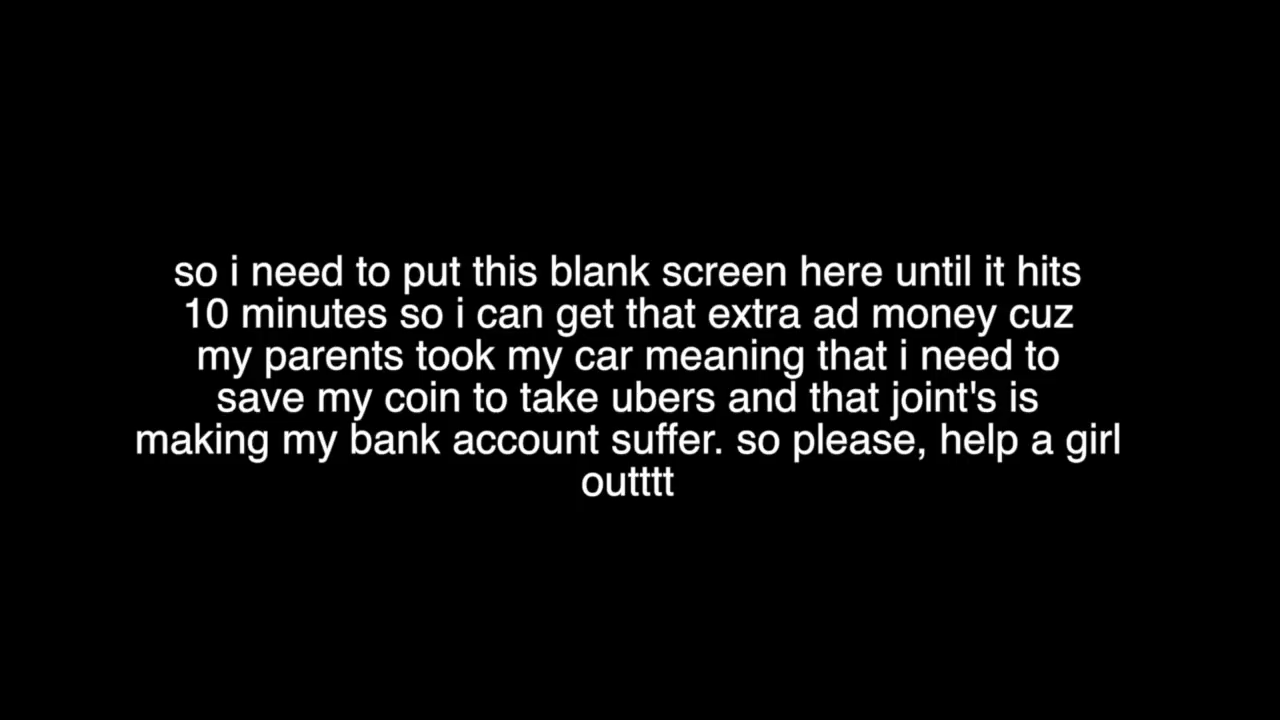 so i need to put this blank screen here until it hits
10 minutes so i can get that extra ad money cuz
my parents took my car meaning that i need to
save my coin to take ubers and that joint's is
making my bank account suffer. so please, help a girl
outttt